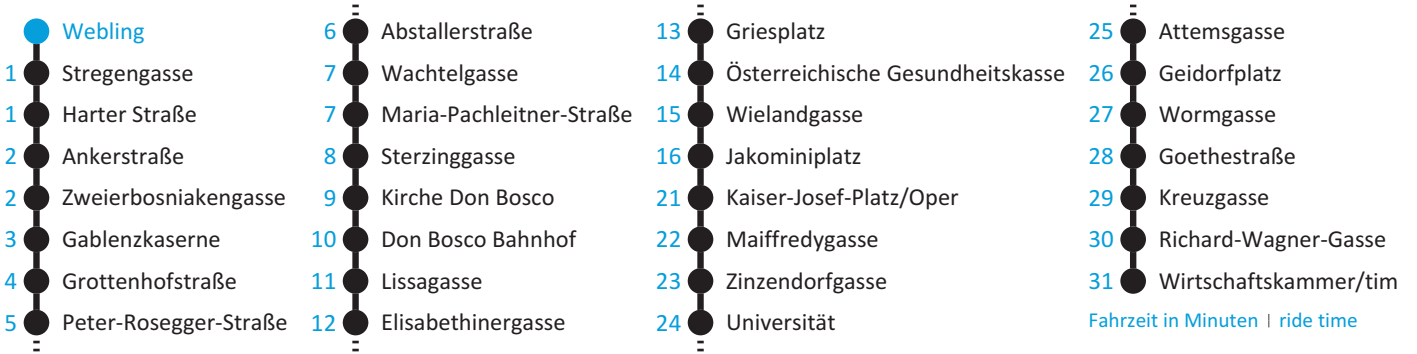 Webling
1 Stregengasse
1 Harter Straße
2 Ankerstraße
2 Zweierbosniakengasse
3 Gablenzkaserne
4 Grottenhofstraße
5 Peter-Rosegger-Straße
6 Abstallerstraße
7 Wachtelgasse
7 Maria-Pachleitner-Straße
8 Sterzinggasse
9 Kirche Don Bosco
10 Don Bosco Bahnhof
11 Lissagasse
12 Elisabethinergasse
13 Griesplatz
14 Österreichische Gesundheitskasse
15 Wielandgasse
16 Jakominiplatz
21 Kaiser-Josef-Platz/Oper
22 Maiffredygasse
23 Zinzendorfgasse
24 Universität
25 Attemsgasse
26 Geidorfplatz
27 Wormgasse
28 Goethestraße
29 Kreuzgasse
30 Richard-Wagner-Gasse
31 Wirtschaftskammer/tim
Fahrzeit in Minuten | ride time